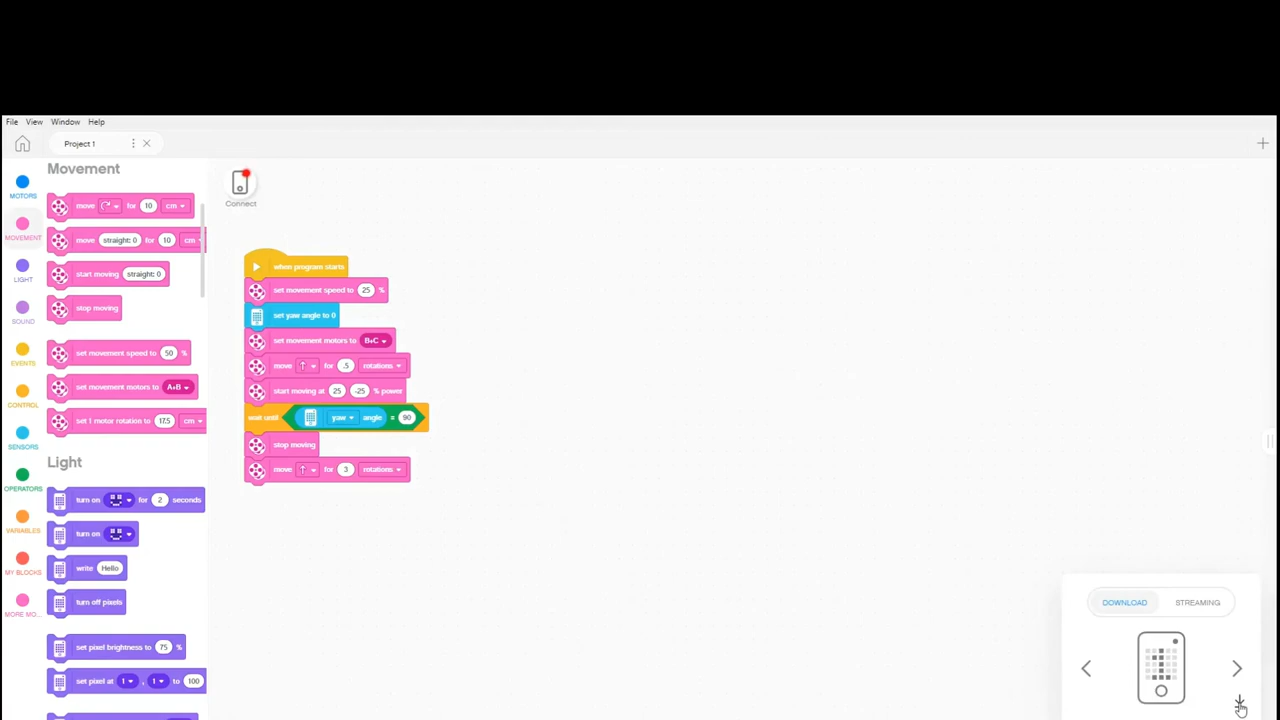 File View Window Help
Project 1
Movement
Connect
MOTORS
MOVEMENT
LIGHT
SOUND
EVENTS
CONTROL
SENSORS
OPERATORS
VARIABLES
MY BLOCKS
MORE MO...
move for 10 cm
move straight: 0 for 10 cm
start moving straight: 0
stop moving
set movement speed to 50 %
set movement motors to A+B
set 1 motor rotation to 17.5 cm
Light
turn on for 2 seconds
turn on
write Hello
turn off pixels
set pixel brightness to 75 %
set pixel at 1 , 1 to 100
when program starts
set movement speed to 25 %
set yaw angle to 0
set movement motors to B+C
move for .5 rotations
start moving at 25 -25 % power
wait until yaw angle = 90
stop moving
move for 3 rotations
DOWNLOAD STREAMING